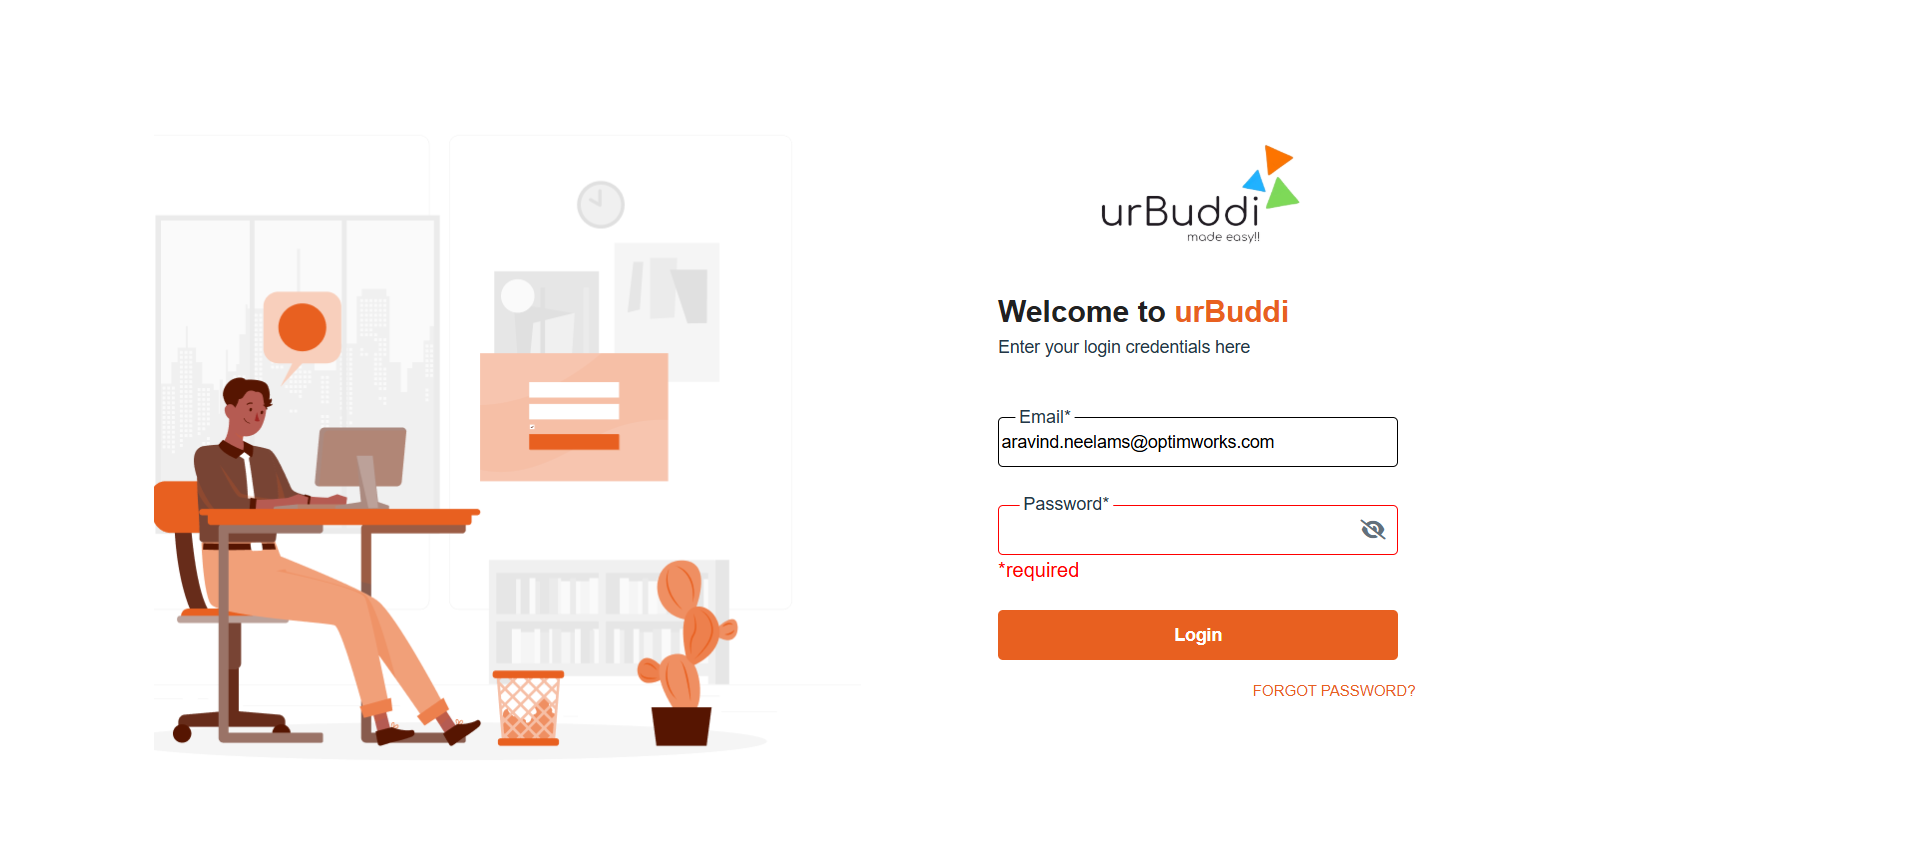 urBuddi
made easy!!
Welcome to urBuddi
Enter your login credentials here
Email*
aravind.neelams@optimworks.com
Password*
*required
Login
FORGOT PASSWORD?